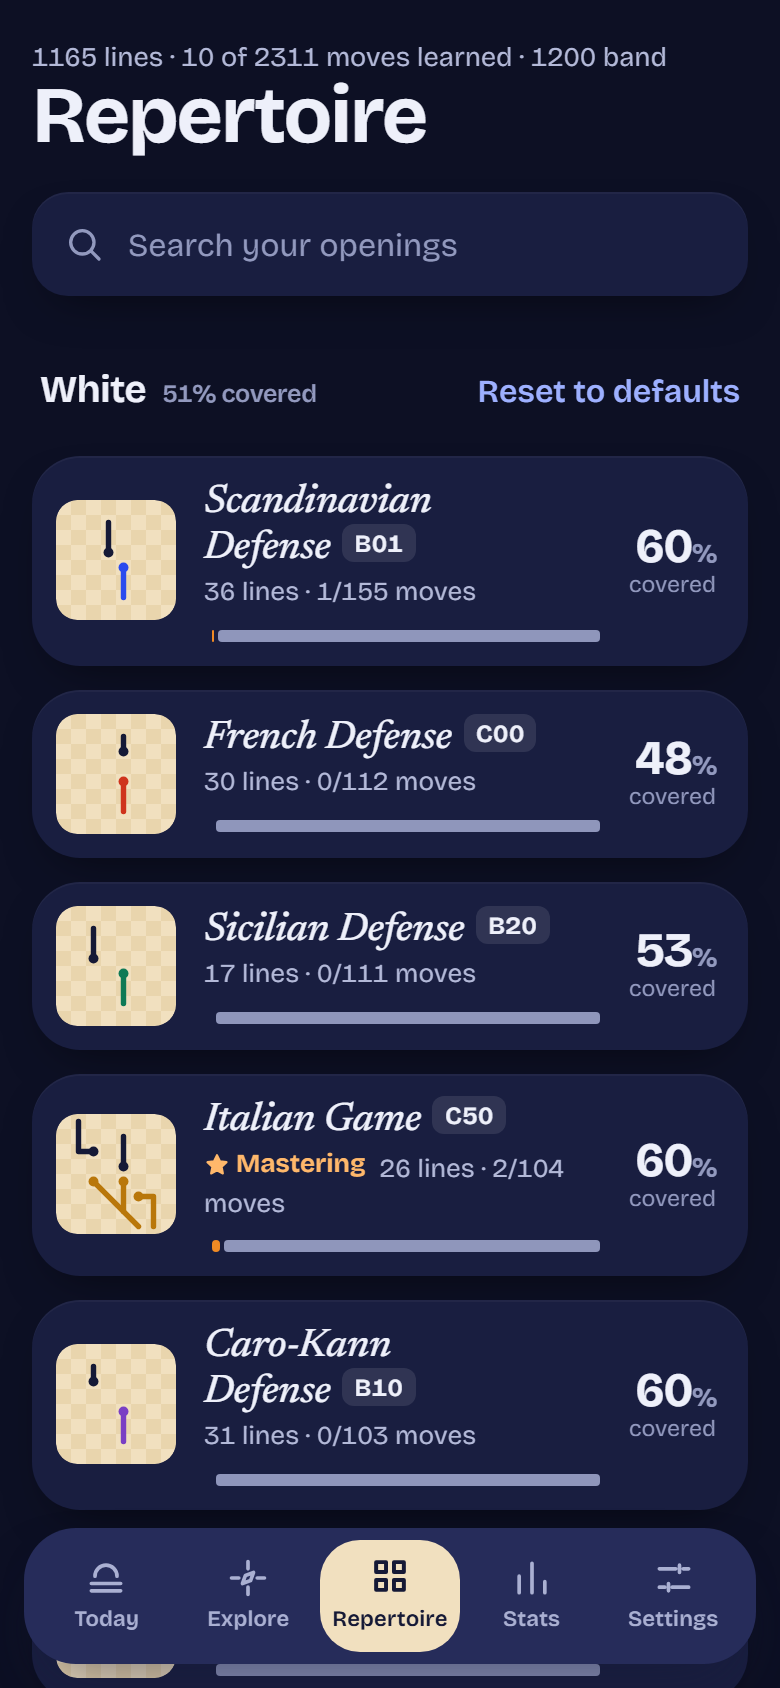 1165 lines · 10 of 2311 moves learned · 1200 band
Repertoire
Search your openings
White 51% covered
Reset to defaults
Scandinavian
Defense B01
36 lines · 1/155 moves
60%
covered
French Defense C00
30 lines · 0/112 moves
48%
covered
Sicilian Defense B20
17 lines · 0/111 moves
53%
covered
Italian Game C50
Mastering 26 lines · 2/104
moves
60%
covered
Caro-Kann
Defense B10
31 lines · 0/103 moves
60%
covered
Today
Explore
Repertoire
Stats
Settings